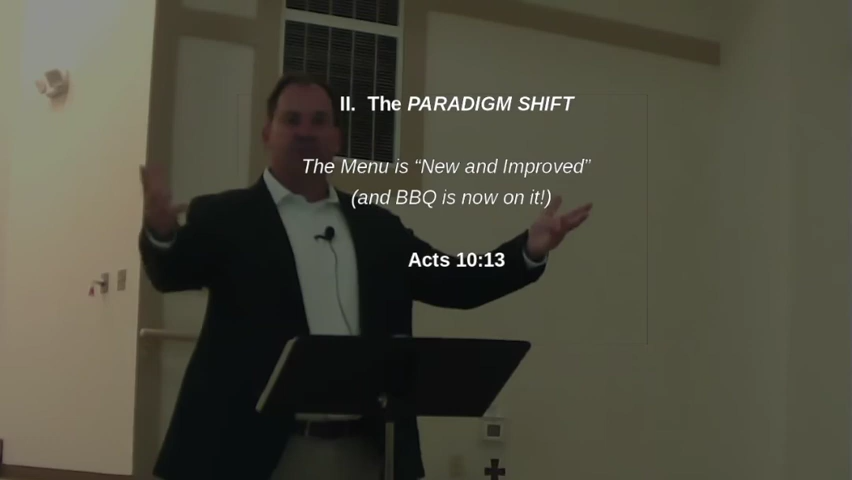 II. The PARADIGM SHIFT
The Menu is “New and Improved”
(and BBQ is now on it!)
Acts 10:13